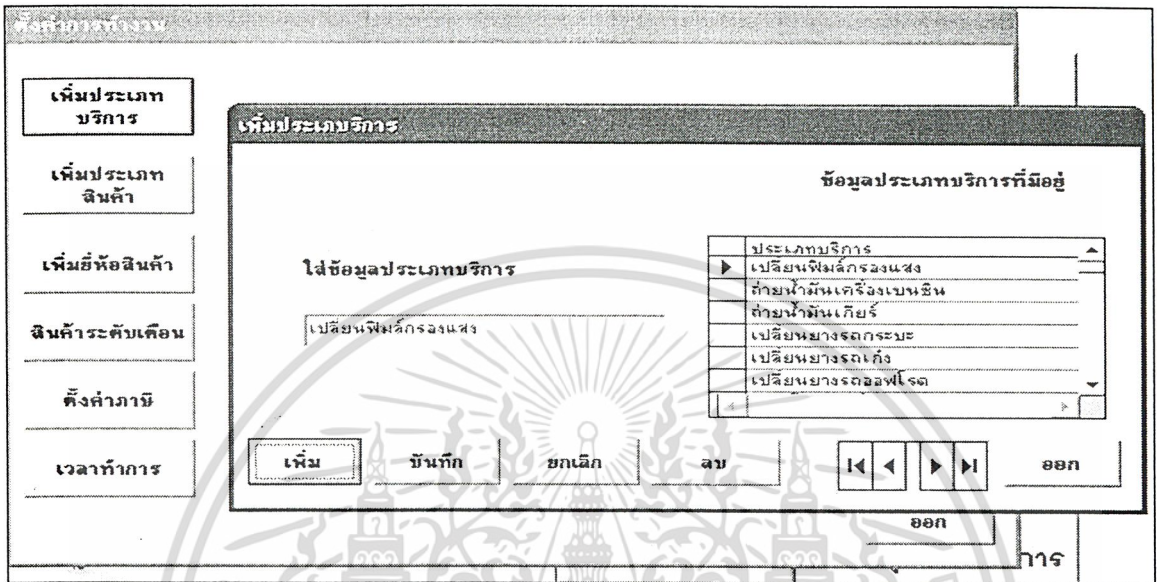 ตั้งค่าการทำงาน
เพิ่มประเภท
บริการ
เพิ่มประเภท
สินค้า
เพิ่มยี่ห้อสินค้า
สินค้าระดับเตือน
ตั้งค่าภาษี
เวลาทำการ
เพิ่มประเภบริการ
ข้อมูลประเภทบริการที่มีอยู่
ใส่ข้อมูลประเภทบริการ
เปลี่ยนฟิมล์กรองแสง
ประเภทบริการ
เปลี่ยนฟิมล์กรองแสง
ถ่ายน้ำมันเครื่องเบนซิน
ถ่ายน้ำมันเกียร์
เปลี่ยนยางรถกระบะ
เปลี่ยนยางรถเก๋ง
เปลี่ยนยางรถออฟโรด
เพิ่ม
บันทึก
ยกเลิก
ลบ
ออก
ออก
การ